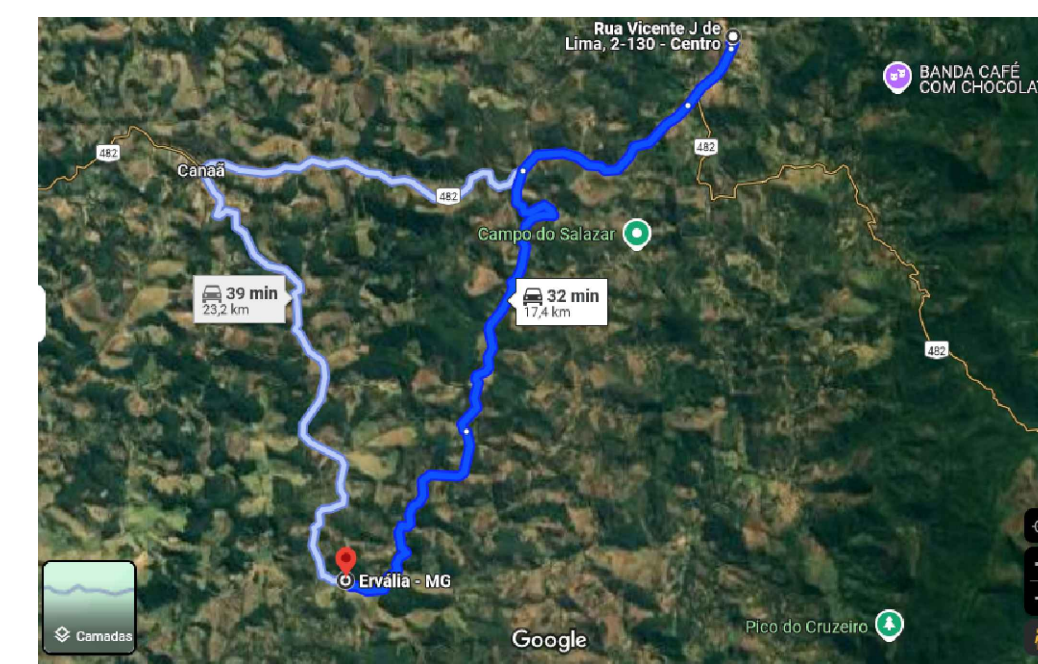 Rua Vicente J de
Lima, 2-130 - Centro
BANDA CAFÉ
COM CHOCOLAT
482
482
Canaã
482
Campo do Salazar
39 min
23,2 km
32 min
17,4 km
482
Ervália - MG
Camadas
Google
Pico do Cruzeiro